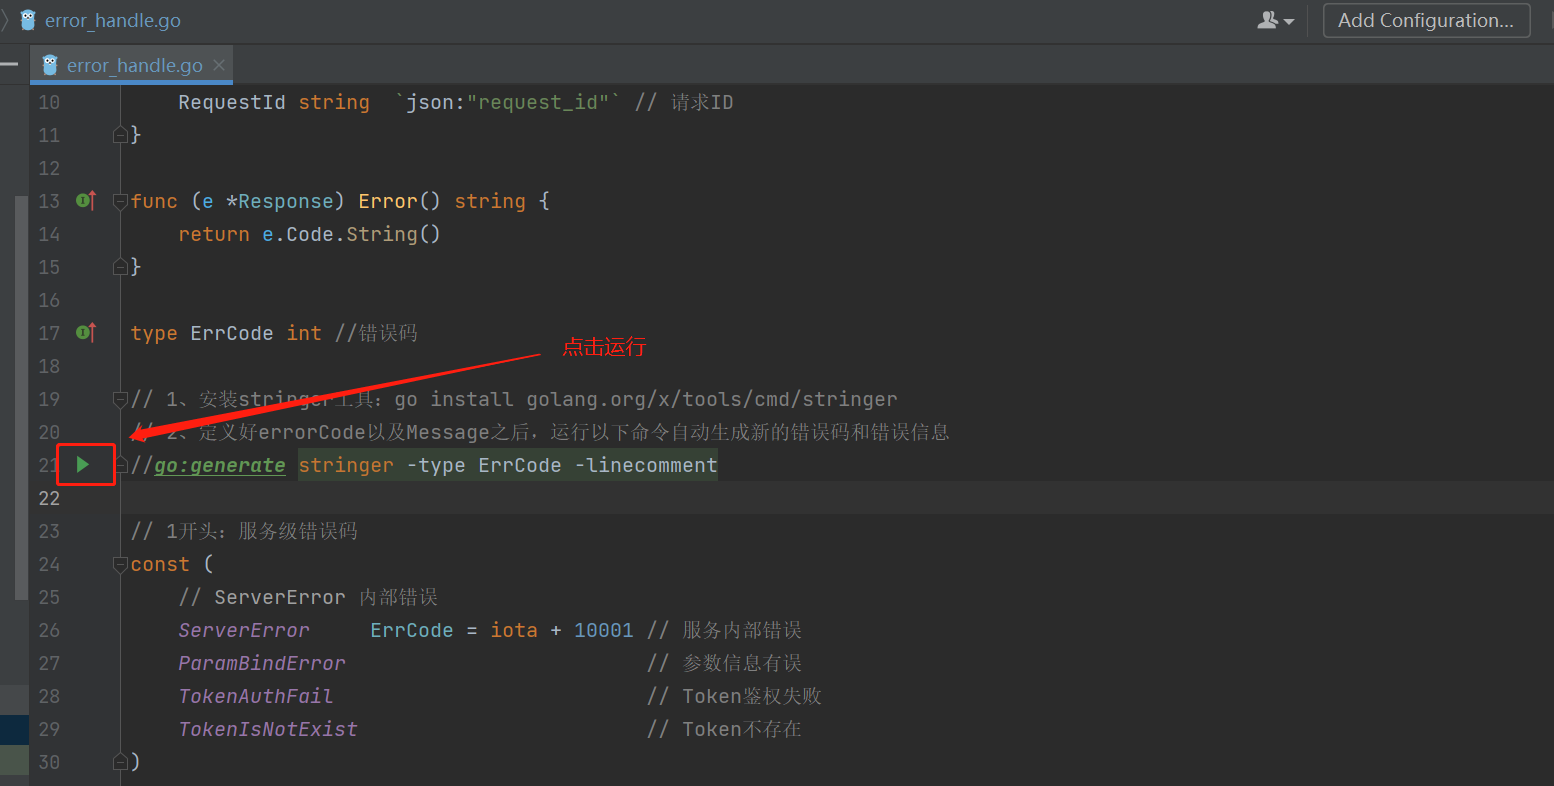 error_handle.go
Add Configuration...
error_handle.go
10 RequestId string `json:"request_id"` // 请求ID
11 }
12
13 func (e *Response) Error() string {
14 return e.Code.String()
15 }
16
17 type ErrCode int //错误码
点击运行
18
19 // 1、安装stringer工具：go install golang.org/x/tools/cmd/stringer
20 // 2、定义好errorCode以及Message之后，运行以下命令自动生成新的错误码和错误信息
21 //go:generate stringer -type ErrCode -linecomment
22
23 // 1开头：服务级错误码
24 const (
25 // ServerError 内部错误
26 ServerError ErrCode = iota + 10001 // 服务内部错误
27 ParamBindError // 参数信息有误
28 TokenAuthFail // Token鉴权失败
29 TokenIsNotExist // Token不存在
30 )